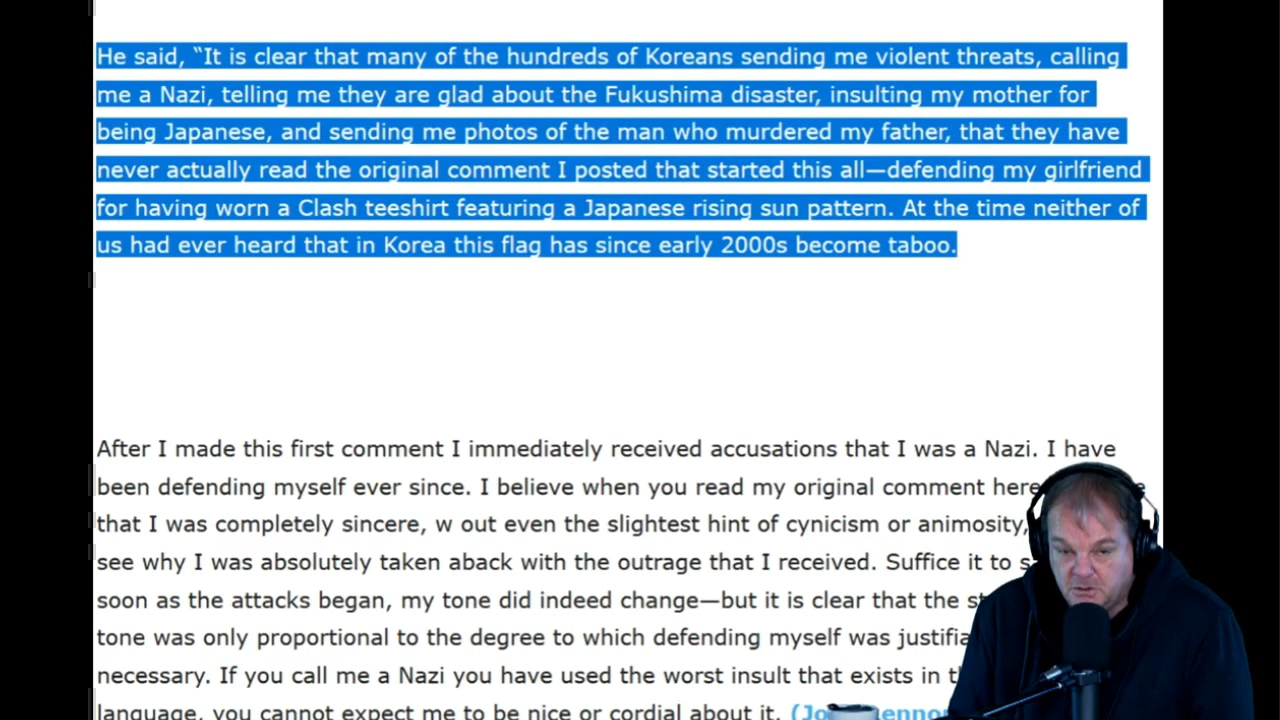 He said, “It is clear that many of the hundreds of Koreans sending me violent threats, calling
me a Nazi, telling me they are glad about the Fukushima disaster, insulting my mother for
being Japanese, and sending me photos of the man who murdered my father, that they have
never actually read the original comment I posted that started this all—defending my girlfriend
for having worn a Clash teeshirt featuring a Japanese rising sun pattern. At the time neither of
us had ever heard that in Korea this flag has since early 2000s become taboo.
After I made this first comment I immediately received accusations that I was a Nazi. I have
been defending myself ever since. I believe when you read my original comment here
that I was completely sincere, w out even the slightest hint of cynicism or animosity,
see why I was absolutely taken aback with the outrage that I received. Suffice it to
soon as the attacks began, my tone did indeed change—but it is clear that the
tone was only proportional to the degree to which defending myself was
necessary. If you call me a Nazi you have used the worst insult that exists in
language, you cannot expect me to be nice or cordial about it.